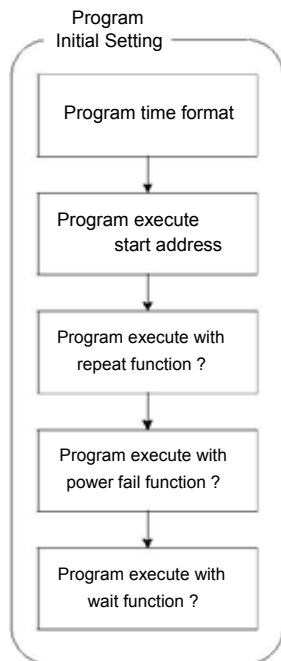 Program
Initial Setting
Program time format
Program execute
start address
Program execute with
repeat function ?
Program execute with
power fail function ?
Program execute with
wait function ?